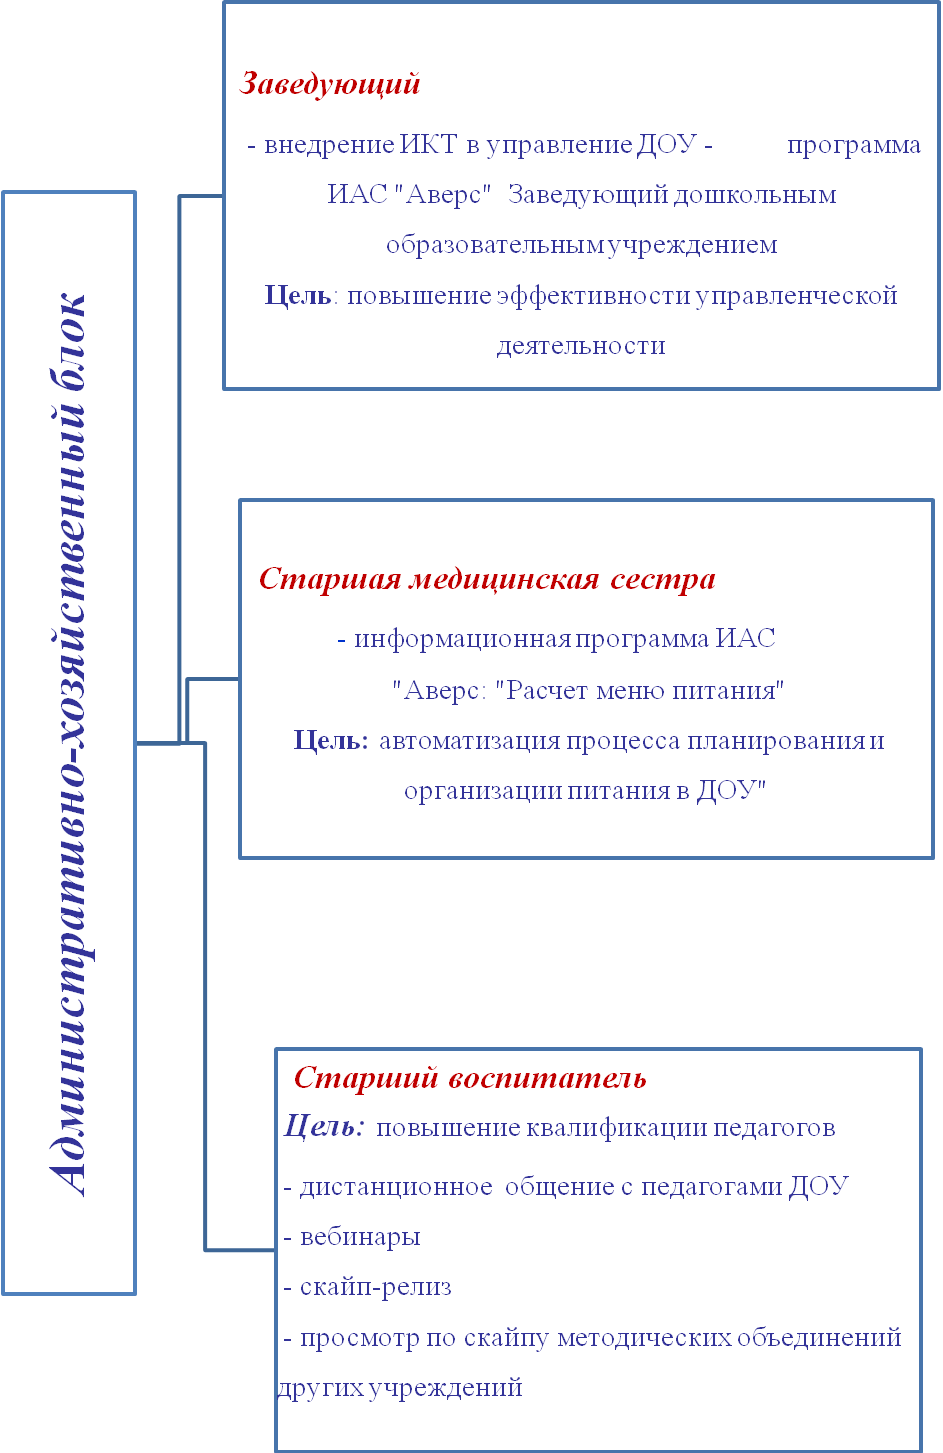 Административно-хозяйственный блок
Заведующий
- внедрение ИКТ в управление ДОУ - программа
ИАС "Аверс" Заведующий дошкольным
образовательным учреждением
Цель: повышение эффективности управленческой
деятельности
Старшая медицинская сестра
- информационная программа ИАС
"Аверс: "Расчет меню питания"
Цель: автоматизация процесса планирования и
организации питания в ДОУ"
Старший воспитатель
Цель: повышение квалификации педагогов
- дистанционное общение с педагогами ДОУ
- вебинары
- скайп-релиз
- просмотр по скайпу методических объединений
других учреждений